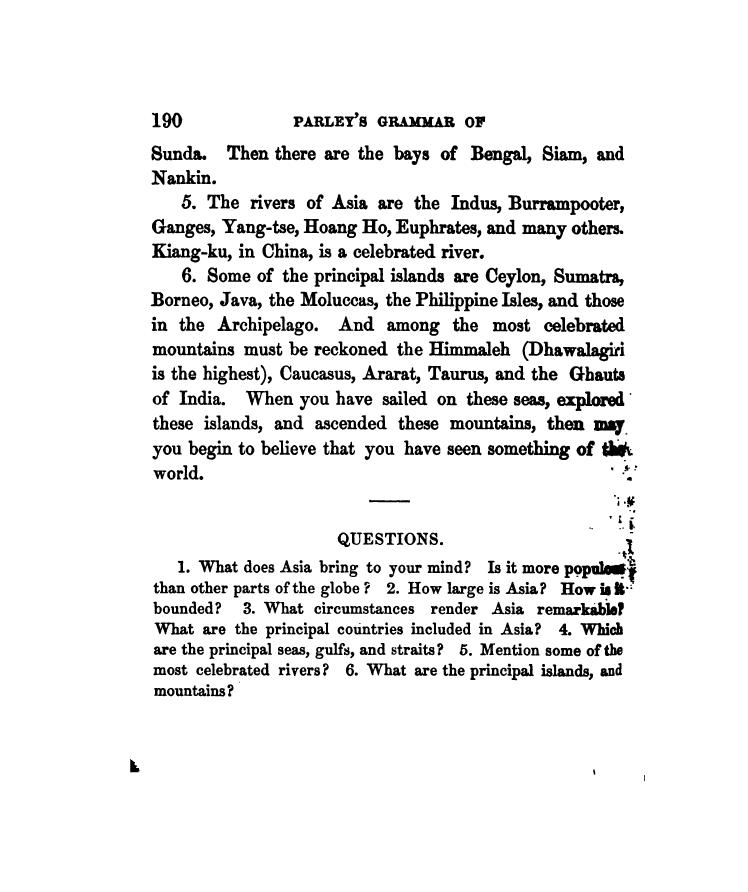 190 PARLEY'S GRAMMAR OF
Sunda. Then there are the bays of Bengal, Siam, and
Nankin.
5. The rivers of Asia are the Indus, Burrampooter,
Ganges, Yang-tse, Hoang Ho, Euphrates, and many others.
Kiang-ku, in China, is a celebrated river.
6. Some of the principal islands are Ceylon, Sumatra,
Borneo, Java, the Moluccas, the Philippine Isles, and those
in the Archipelago. And among the most celebrated
mountains must be reckoned the Himmaleh (Dhawalagiri
is the highest), Caucasus, Ararat, Taurus, and the Ghauts
of India. When you have sailed on these seas, explored
these islands, and ascended these mountains, then may
you begin to believe that you have seen something of the
world.
QUESTIONS.
1. What does Asia bring to your mind? Is it more populous
than other parts of the globe? 2. How large is Asia? How is it
bounded? 3. What circumstances render Asia remarkable?
What are the principal countries included in Asia? 4. Which
are the principal seas, gulfs, and straits? 5. Mention some of the
most celebrated rivers? 6. What are the principal islands, and
mountains?